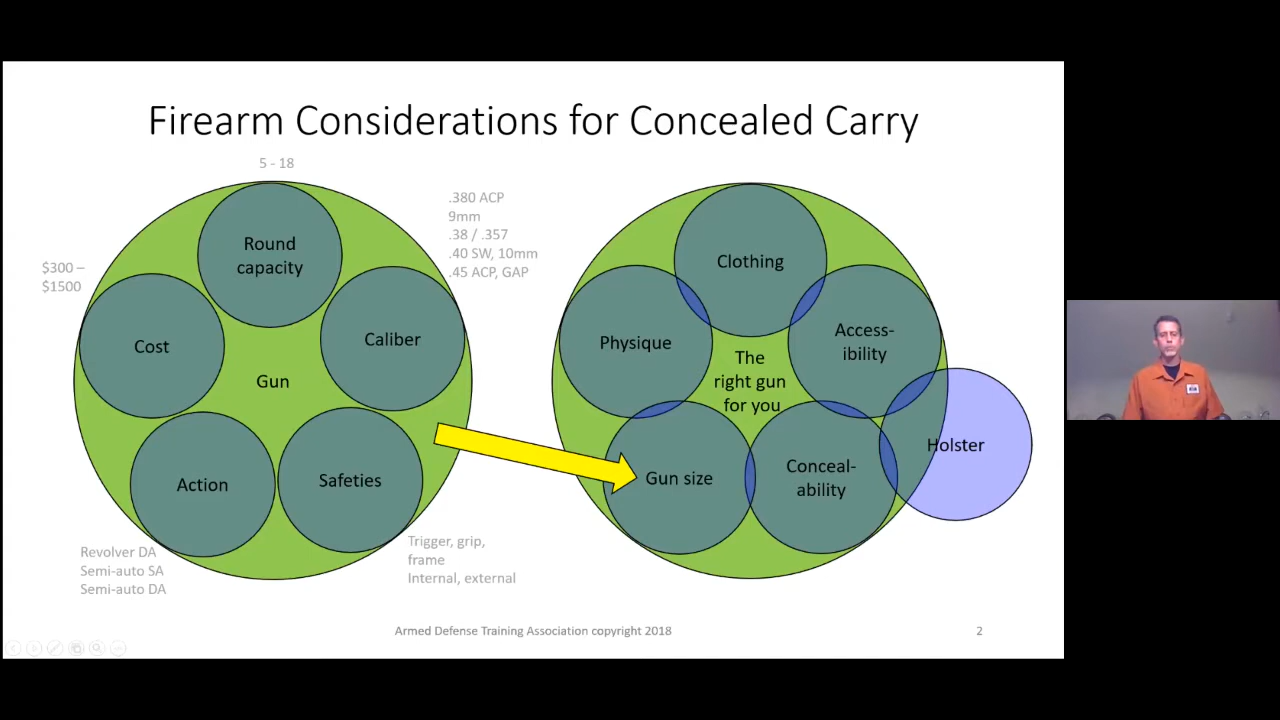 Firearm Considerations for Concealed Carry
5 - 18
.380 ACP
9mm
.38 / .357
.40 SW, 10mm
.45 ACP, GAP
$300 –
$1500
Round
capacity
Cost
Caliber
Gun
Action
Safeties
Revolver DA
Semi-auto SA
Semi-auto DA
Trigger, grip,
frame
Internal, external
Clothing
Physique
Access-
ibility
The
right gun
for you
Gun size
Conceal-
ability
Holster
Armed Defense Training Association copyright 2018
2